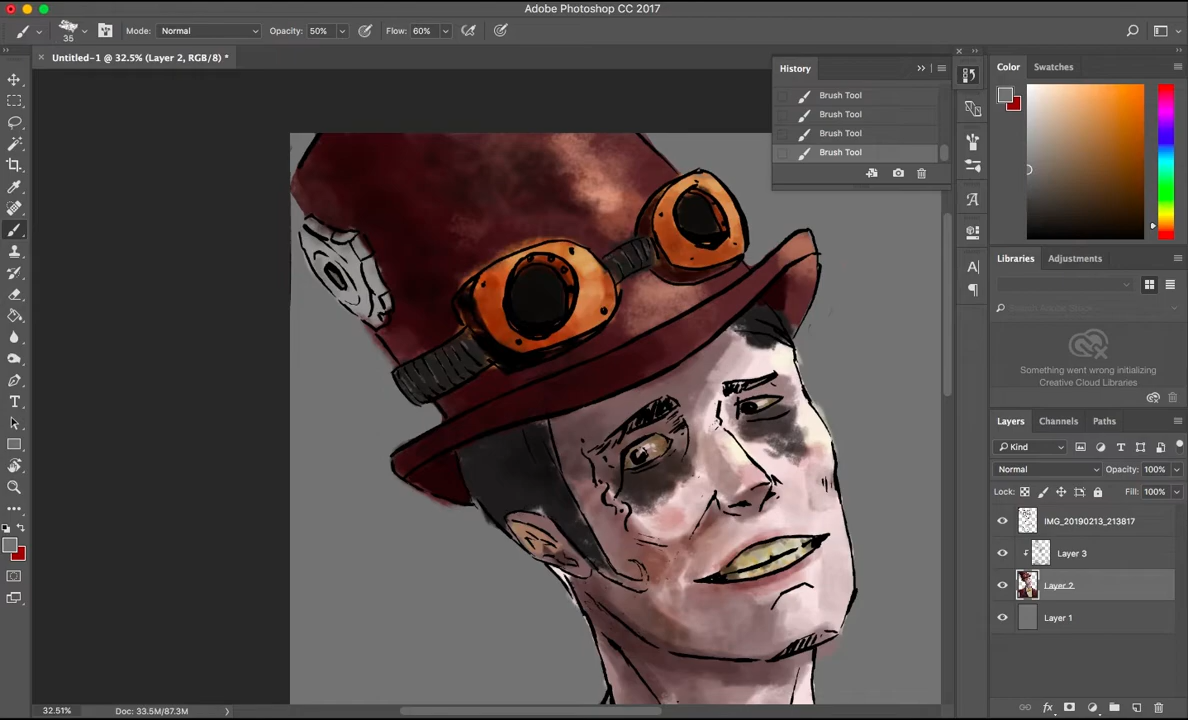 Adobe Photoshop CC 2017
35
Mode: Normal
Opacity: 50%
Flow: 60%
Untitled-1 @ 32.5% (Layer 2, RGB/8) *
History
Brush Tool
Brush Tool
Brush Tool
Brush Tool
Color
Swatches
Libraries
Adjustments
Something went wrong initializing
Creative Cloud Libraries
Layers
Channels
Paths
Kind
Normal
Opacity: 100%
Lock:
Fill: 100%
IMG_20190213_213817
Layer 3
Layer 2
Layer 1
32.51%
Doc: 33.5M/87.3M